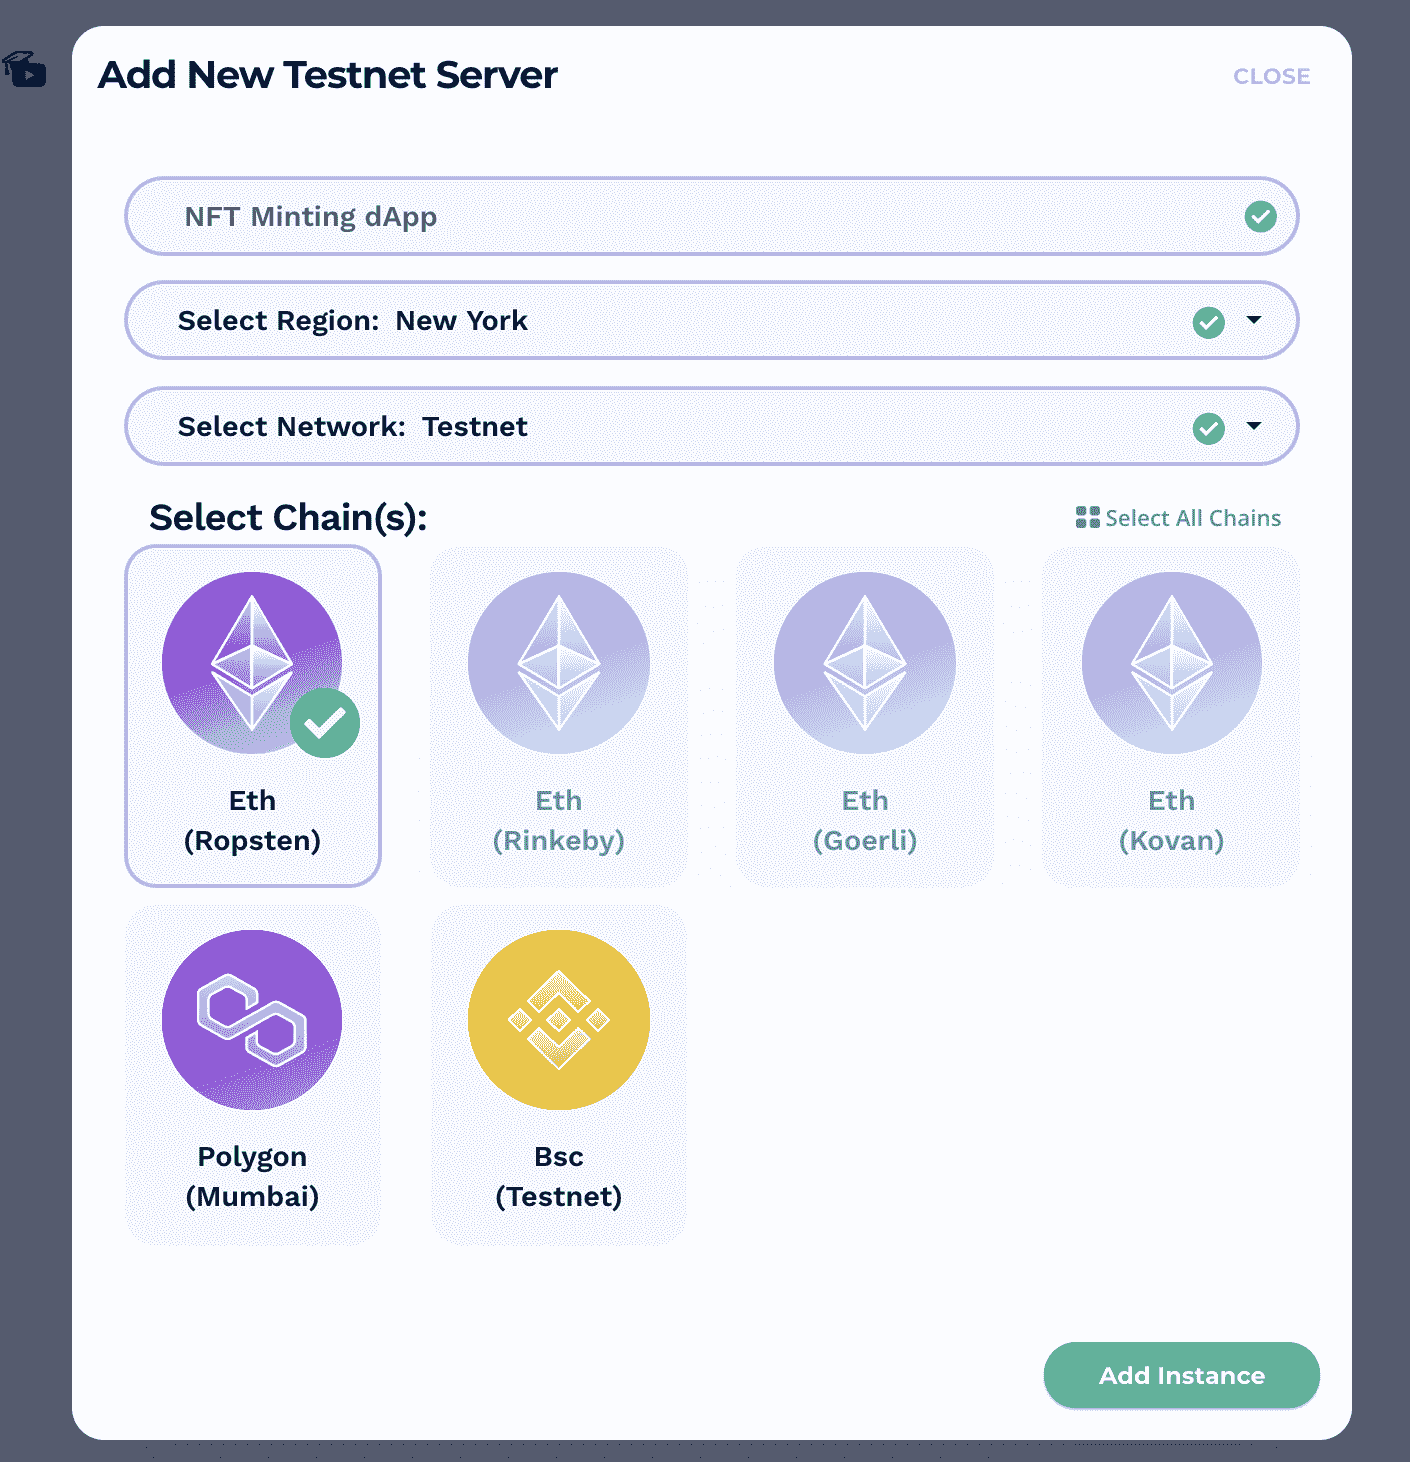 Add New Testnet Server
CLOSE
NFT Minting dApp
Select Region: New York
Select Network: Testnet
Select Chain(s):
Select All Chains
Eth
(Ropsten)
Eth
(Rinkeby)
Eth
(Goerli)
Eth
(Kovan)
Polygon
(Mumbai)
Bsc
(Testnet)
Add Instance